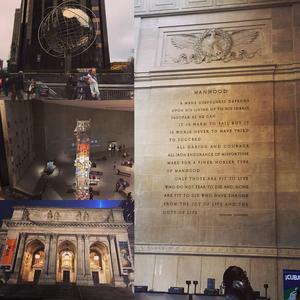 MANHOOD
A MAN'S USEFULNESS DEPENDS
UPON HIS LIVING UP TO HIS IDEALS
INSOFAR AS HE CAN
IT IS HARD TO FAIL BUT IT
IS WORSE NEVER TO HAVE TRIED
TO SUCCEED
ALL DARING AND COURAGE
ALL IRON ENDURANCE OF MISFORTUNE
MAKE FOR A FINER NOBLER TYPE
OF MANHOOD
ONLY THOSE ARE FIT TO LIVE
WHO DO NOT FEAR TO DIE AND NONE
ARE FIT TO DIE WHO HAVE SHRUNK
FROM THE JOY OF LIFE AND THE
DUTY OF LIFE
¡CUBA!